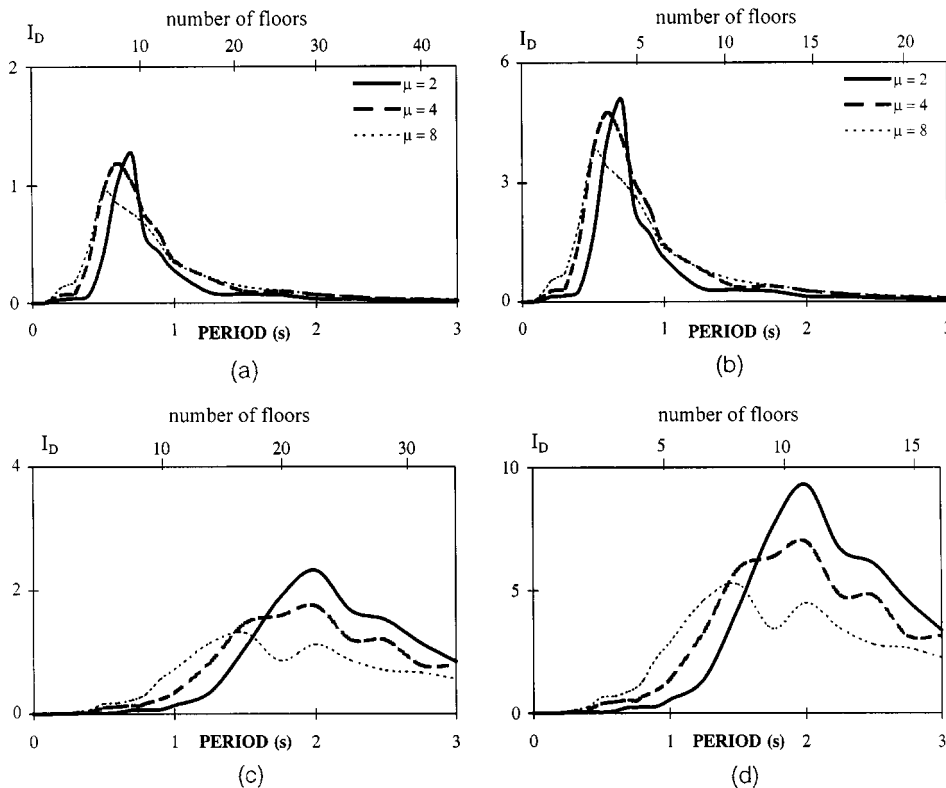 number of floors
I_D
10 20 30 40
2
1
0
μ = 2
μ = 4
μ = 8
0 1 2 3
PERIOD (s)
(a)
number of floors
I_D
5 10 15 20
6
3
0
μ = 2
μ = 4
μ = 8
0 1 2 3
PERIOD (s)
(b)
number of floors
I_D
10 20 30
4
2
0
0 1 2 3
PERIOD (s)
(c)
number of floors
I_D
5 10 15
10
5
0
0 1 2 3
PERIOD (s)
(d)